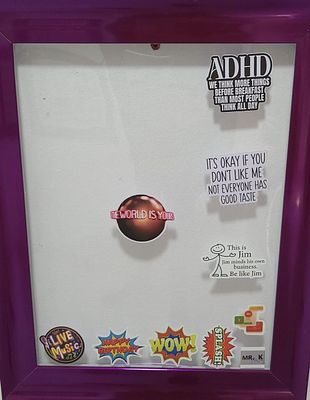 ADHD
WE THINK MORE THINGS
BEFORE BREAKFAST
THAN MOST PEOPLE
THINK ALL DAY
IT'S OKAY IF YOU
DON'T LIKE ME
NOT EVERYONE HAS
GOOD TASTE
THE WORLD IS YOURS
This is
Jim
Jim minds his own
business.
Be like Jim
LIVE
Music
HAPPY
BIRTHDAY
WOW!
SPLASH!
MR. K